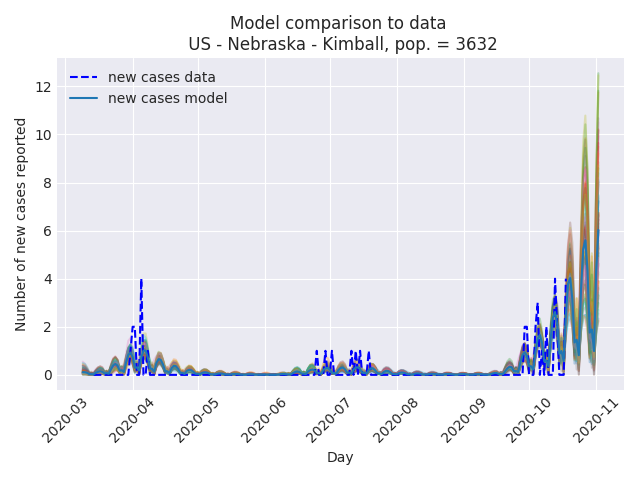 Model comparison to data
US - Nebraska - Kimball, pop. = 3632
new cases data
new cases model
Number of new cases reported
12
10
8
6
4
2
0
2020-03
2020-04
2020-05
2020-06
2020-07
2020-08
2020-09
2020-10
2020-11
Day